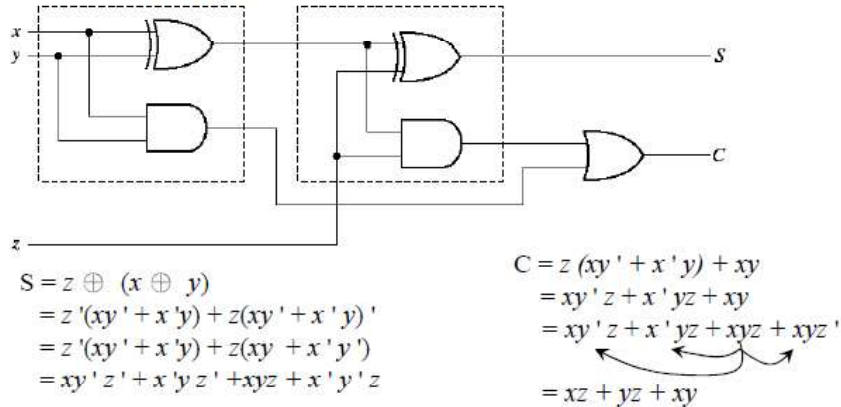 x
y
S
C
z
S = z ⊕ (x ⊕ y)
= z '(xy ' + x 'y) + z(xy ' + x ' y) '
= z '(xy ' + x 'y) + z(xy + x ' y ')
= xy ' z ' + x 'y z ' +xyz + x ' y ' z
C = z (xy ' + x ' y) + xy
= xy ' z + x ' yz + xy
= xy ' z + x ' yz + xyz + xyz '
= xz + yz + xy